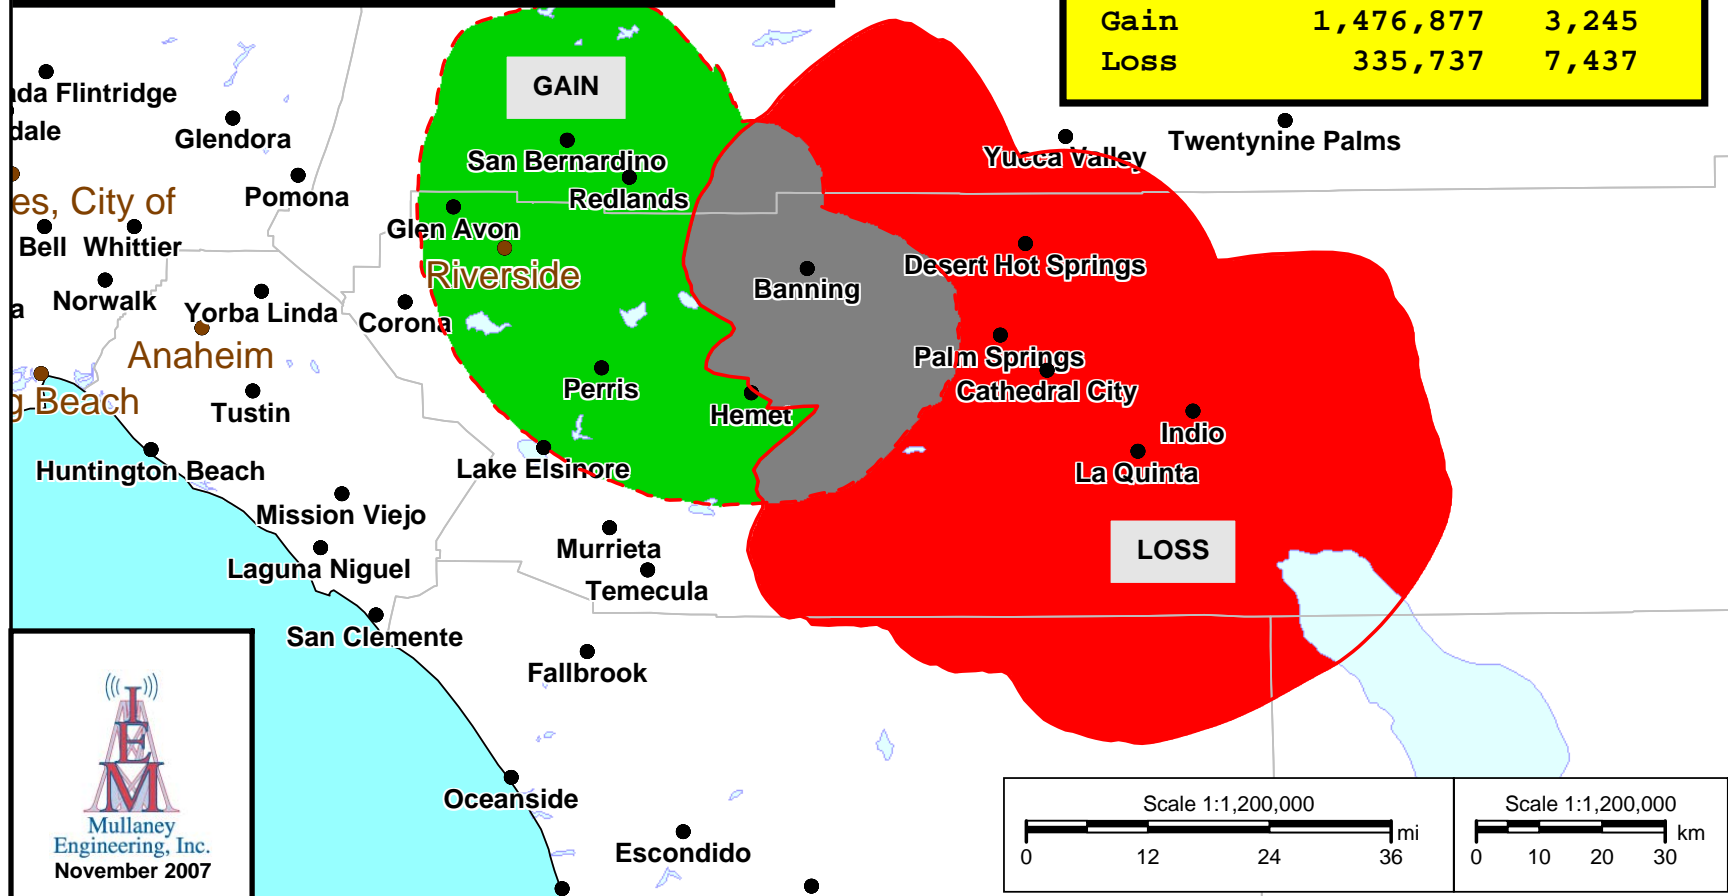 Gain 1,476,877 3,245
Loss 335,737 7,437
GAIN
nda Flintridge
dale
Glendora
Pomona
San Bernardino
Redlands
Yucca Valley
Twentynine Palms
es, City of
Bell Whittier
Glen Avon
Riverside
Norwalk
Yorba Linda
Corona
a
Anaheim
Banning
Desert Hot Springs
Palm Springs
Cathedral City
g Beach
Tustin
Perris
Hemet
Indio
La Quinta
Huntington Beach
Lake Elsinore
Mission Viejo
Laguna Niguel
Murrieta
Temecula
LOSS
San Clemente
Fallbrook
Oceanside
Escondido
IEM
Mullaney
Engineering, Inc.
November 2007
Scale 1:1,200,000
mi
0 12 24 36
Scale 1:1,200,000
km
0 10 20 30